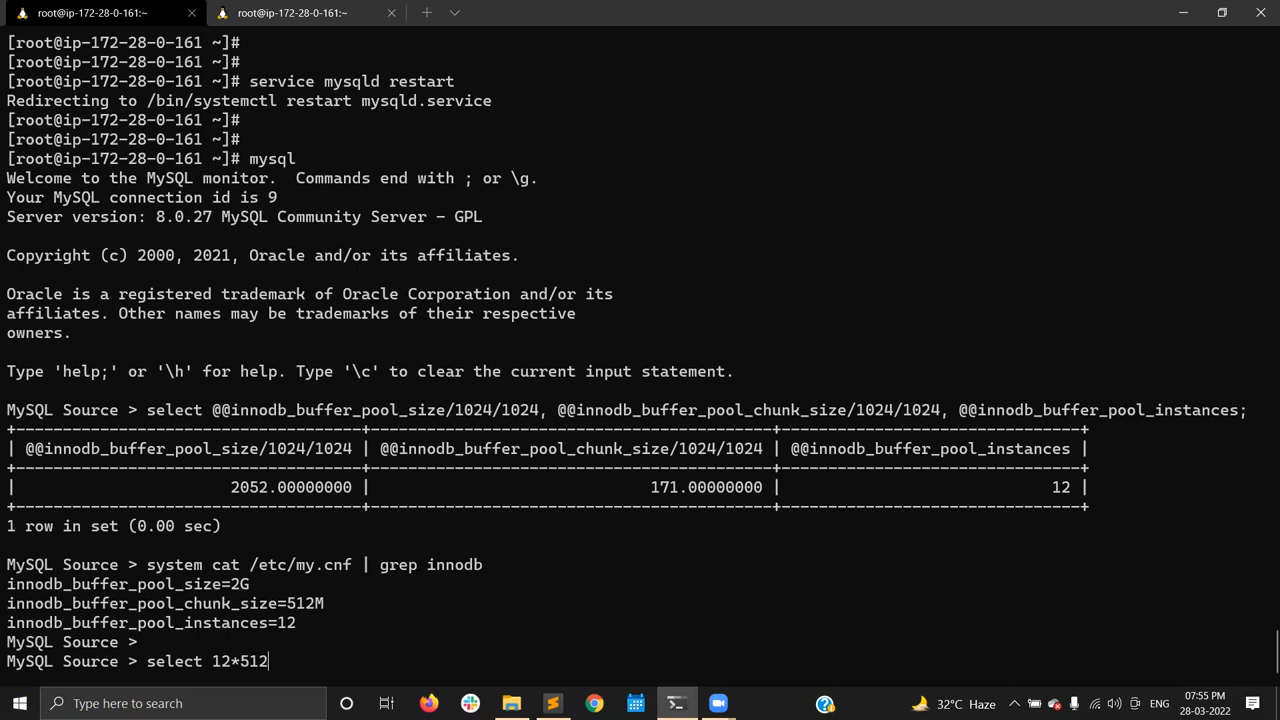 root@ip-172-28-0-161:~
root@ip-172-28-0-161:~
[root@ip-172-28-0-161 ~]#
[root@ip-172-28-0-161 ~]#
[root@ip-172-28-0-161 ~]# service mysqld restart
Redirecting to /bin/systemctl restart mysqld.service
[root@ip-172-28-0-161 ~]#
[root@ip-172-28-0-161 ~]#
[root@ip-172-28-0-161 ~]# mysql
Welcome to the MySQL monitor.  Commands end with ; or \g.
Your MySQL connection id is 9
Server version: 8.0.27 MySQL Community Server - GPL
Copyright (c) 2000, 2021, Oracle and/or its affiliates.
Oracle is a registered trademark of Oracle Corporation and/or its
affiliates. Other names may be trademarks of their respective
owners.
Type 'help;' or '\h' for help. Type '\c' to clear the current input statement.
MySQL Source > select @@innodb_buffer_pool_size/1024/1024, @@innodb_buffer_pool_chunk_size/1024/1024, @@innodb_buffer_pool_instances;
+-------------------------------------+-------------------------------------------+--------------------------------+
| @@innodb_buffer_pool_size/1024/1024 | @@innodb_buffer_pool_chunk_size/1024/1024 | @@innodb_buffer_pool_instances |
+-------------------------------------+-------------------------------------------+--------------------------------+
|                       2052.00000000 |                              171.00000000 |                             12 |
+-------------------------------------+-------------------------------------------+--------------------------------+
1 row in set (0.00 sec)
MySQL Source > system cat /etc/my.cnf | grep innodb
innodb_buffer_pool_size=2G
innodb_buffer_pool_chunk_size=512M
innodb_buffer_pool_instances=12
MySQL Source >
MySQL Source > select 12*512
Type here to search
32°C Haze
ENG
07:55 PM
28-03-2022